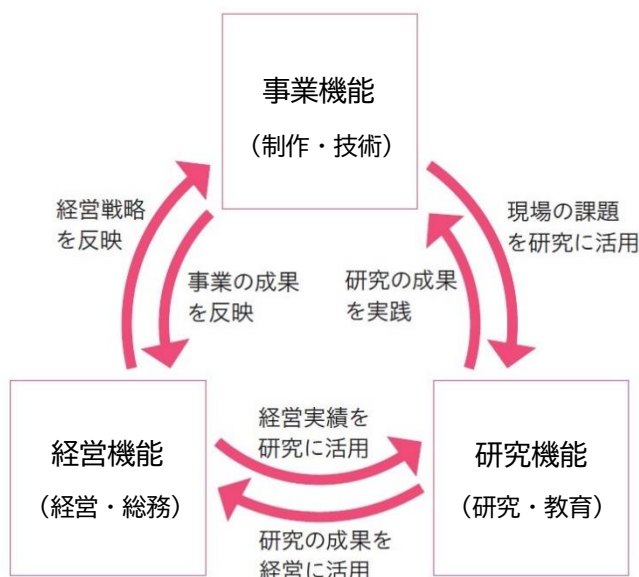 事業機能
（制作・技術）
経営戦略
を反映
事業の成果
を反映
研究の成果
を実践
現場の課題
を研究に活用
経営機能
（経営・総務）
経営実績を
研究に活用
研究機能
（研究・教育）
研究の成果を
経営に活用